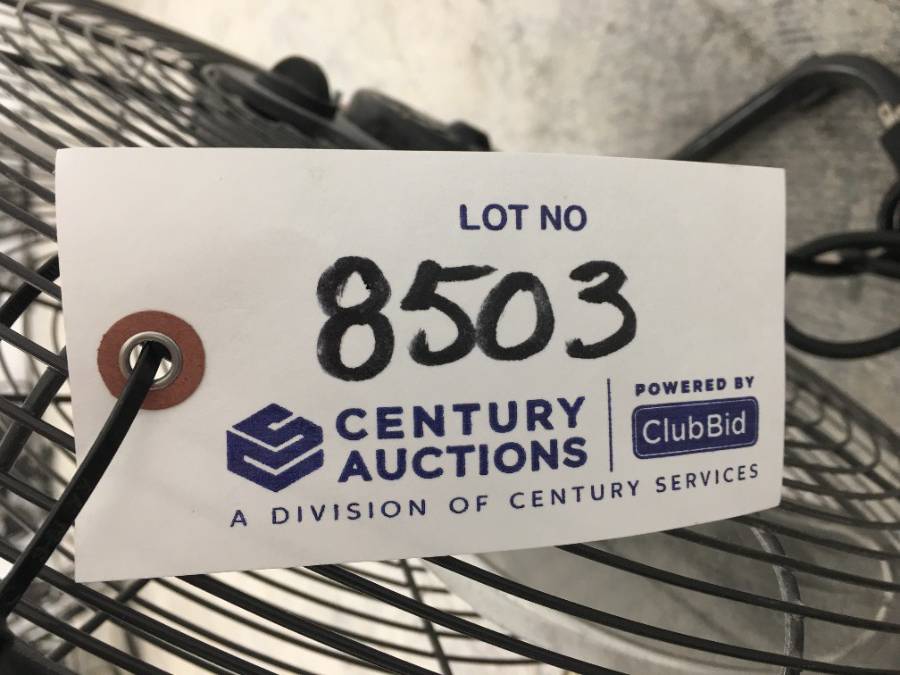 LOT NO
8503
CENTURY
AUCTIONS
POWERED BY
ClubBid
A DIVISION OF CENTURY SERVICES